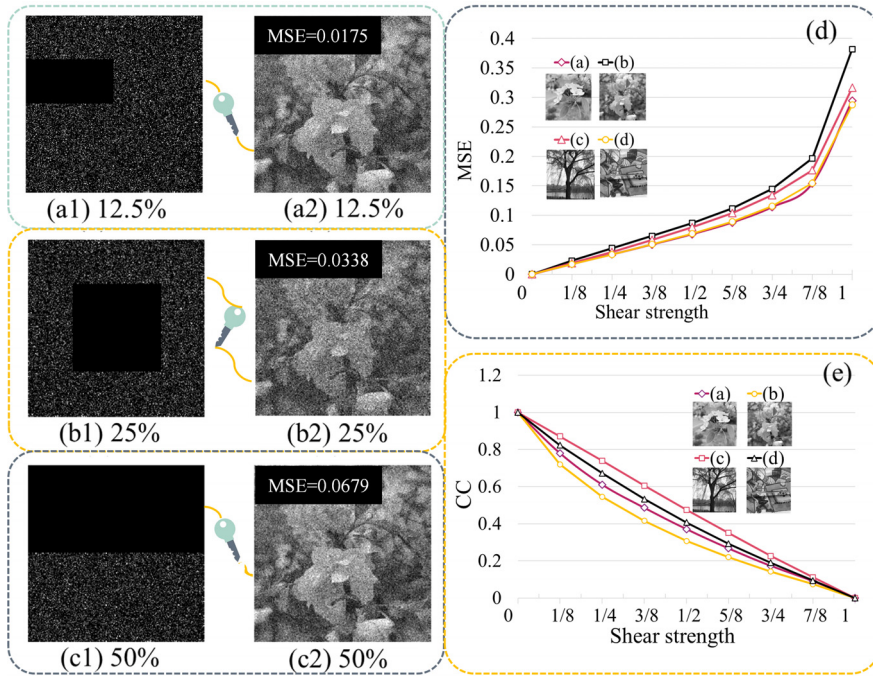 MSE=0.0175
(a1) 12.5%
(a2) 12.5%
MSE=0.0338
(b1) 25%
(b2) 25%
MSE=0.0679
(c1) 50%
(c2) 50%
(d)
0.4
0.35
0.3
0.25
0.2
0.15
0.1
0.05
0
MSE
(a) (b)
(c) (d)
0 1/8 1/4 3/8 1/2 5/8 3/4 7/8 1
Shear strength
(e)
1.2
1
0.8
0.6
0.4
0.2
0
CC
(a) (b)
(c) (d)
0 1/8 1/4 3/8 1/2 5/8 3/4 7/8 1
Shear strength